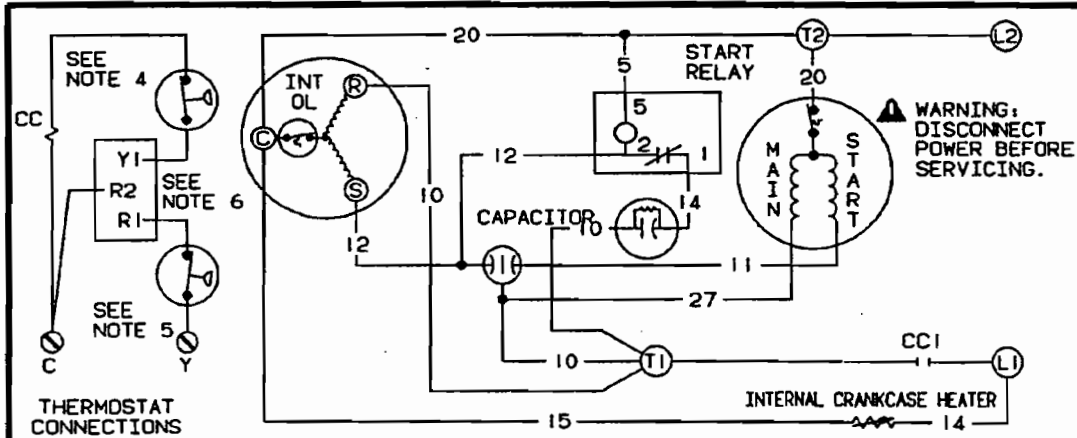 20
T2
L2
SEE
NOTE 4
START
RELAY
5
20
INT
OL
R
CC
5
WARNING:
DISCONNECT
POWER BEFORE
SERVICING.
C
2
1
12
Y1
R2
R1
SEE
NOTE 6
S
10
MAIN
START
14
CAPACITOR
10
12
11
27
SEE
NOTE 5
C
Y
10
T1
CC1
L1
THERMOSTAT
CONNECTIONS
INTERNAL CRANKCASE HEATER
15
14